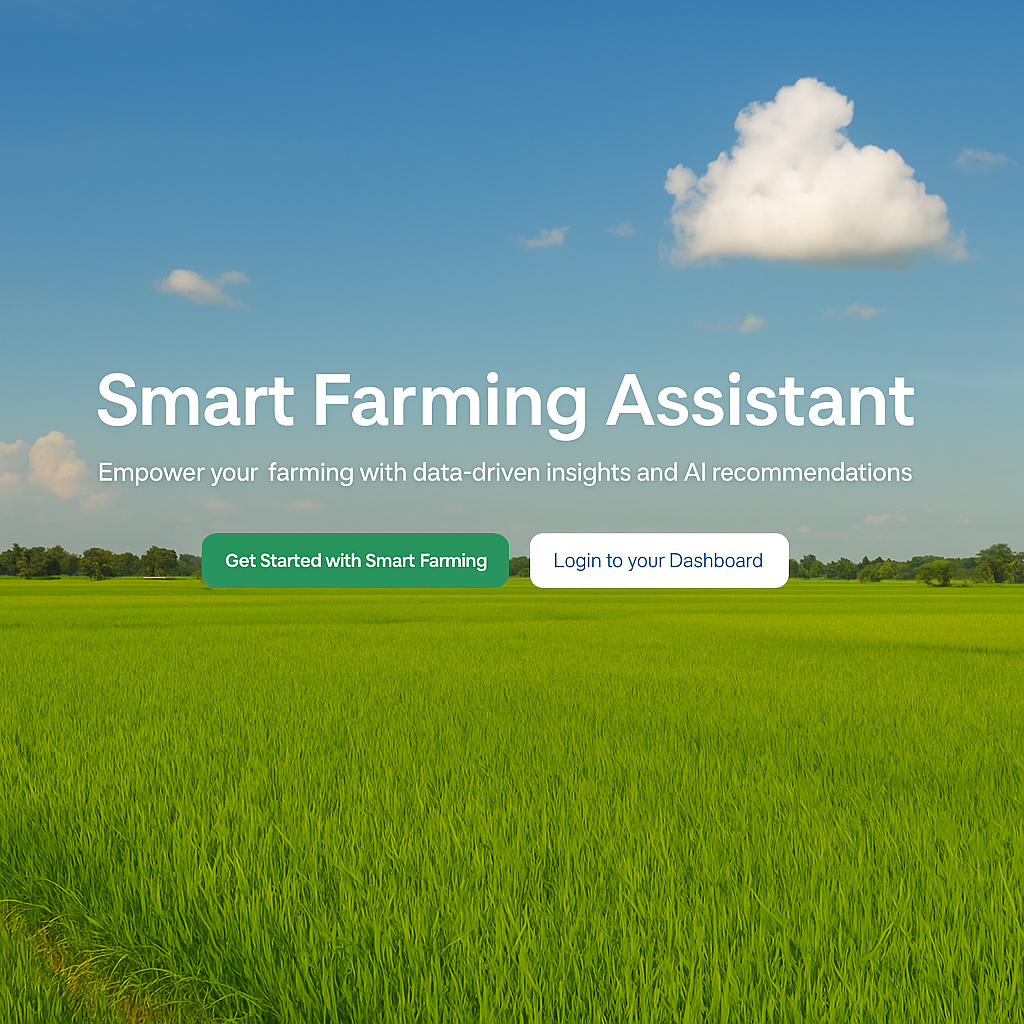 Smart Farming Assistant
Empower your farming with data-driven insights and AI recommendations
Get Started with Smart Farming
Login to your Dashboard